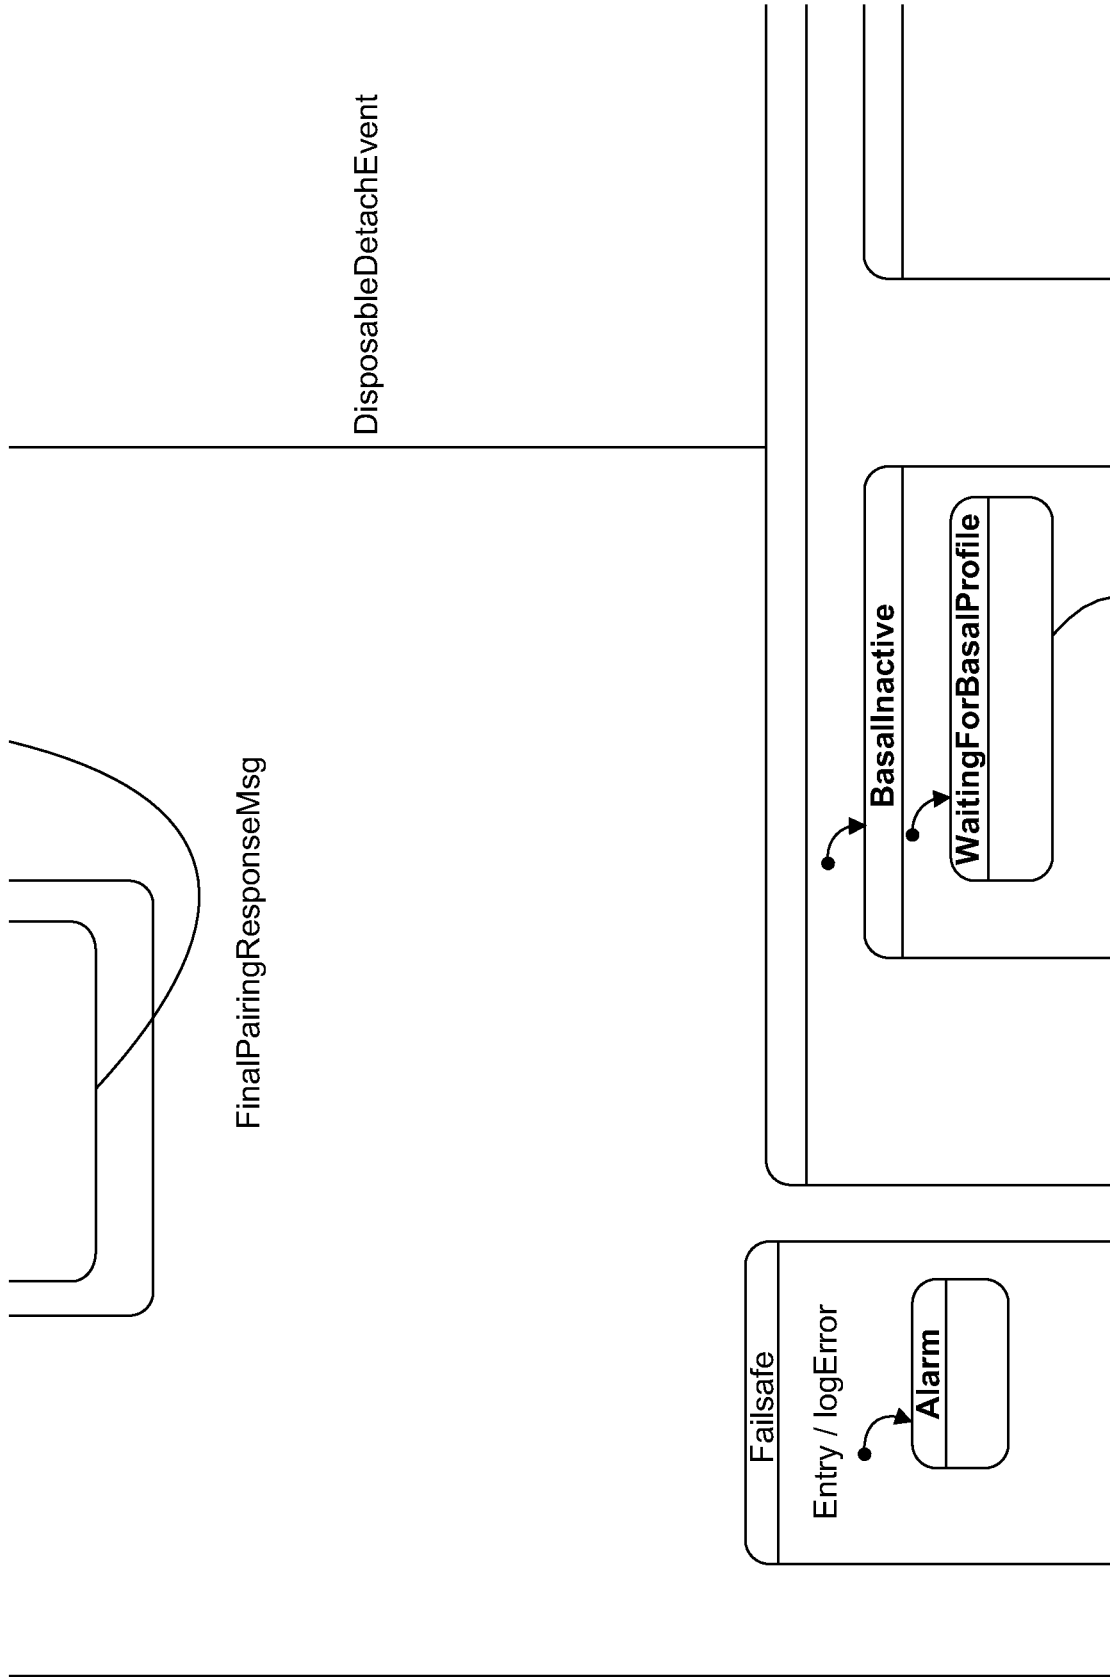 FinalPairingResponseMsg
DisposableDetachEvent
Failsafe
Entry / logError
Alarm
BasalInactive
WaitingForBasalProfile